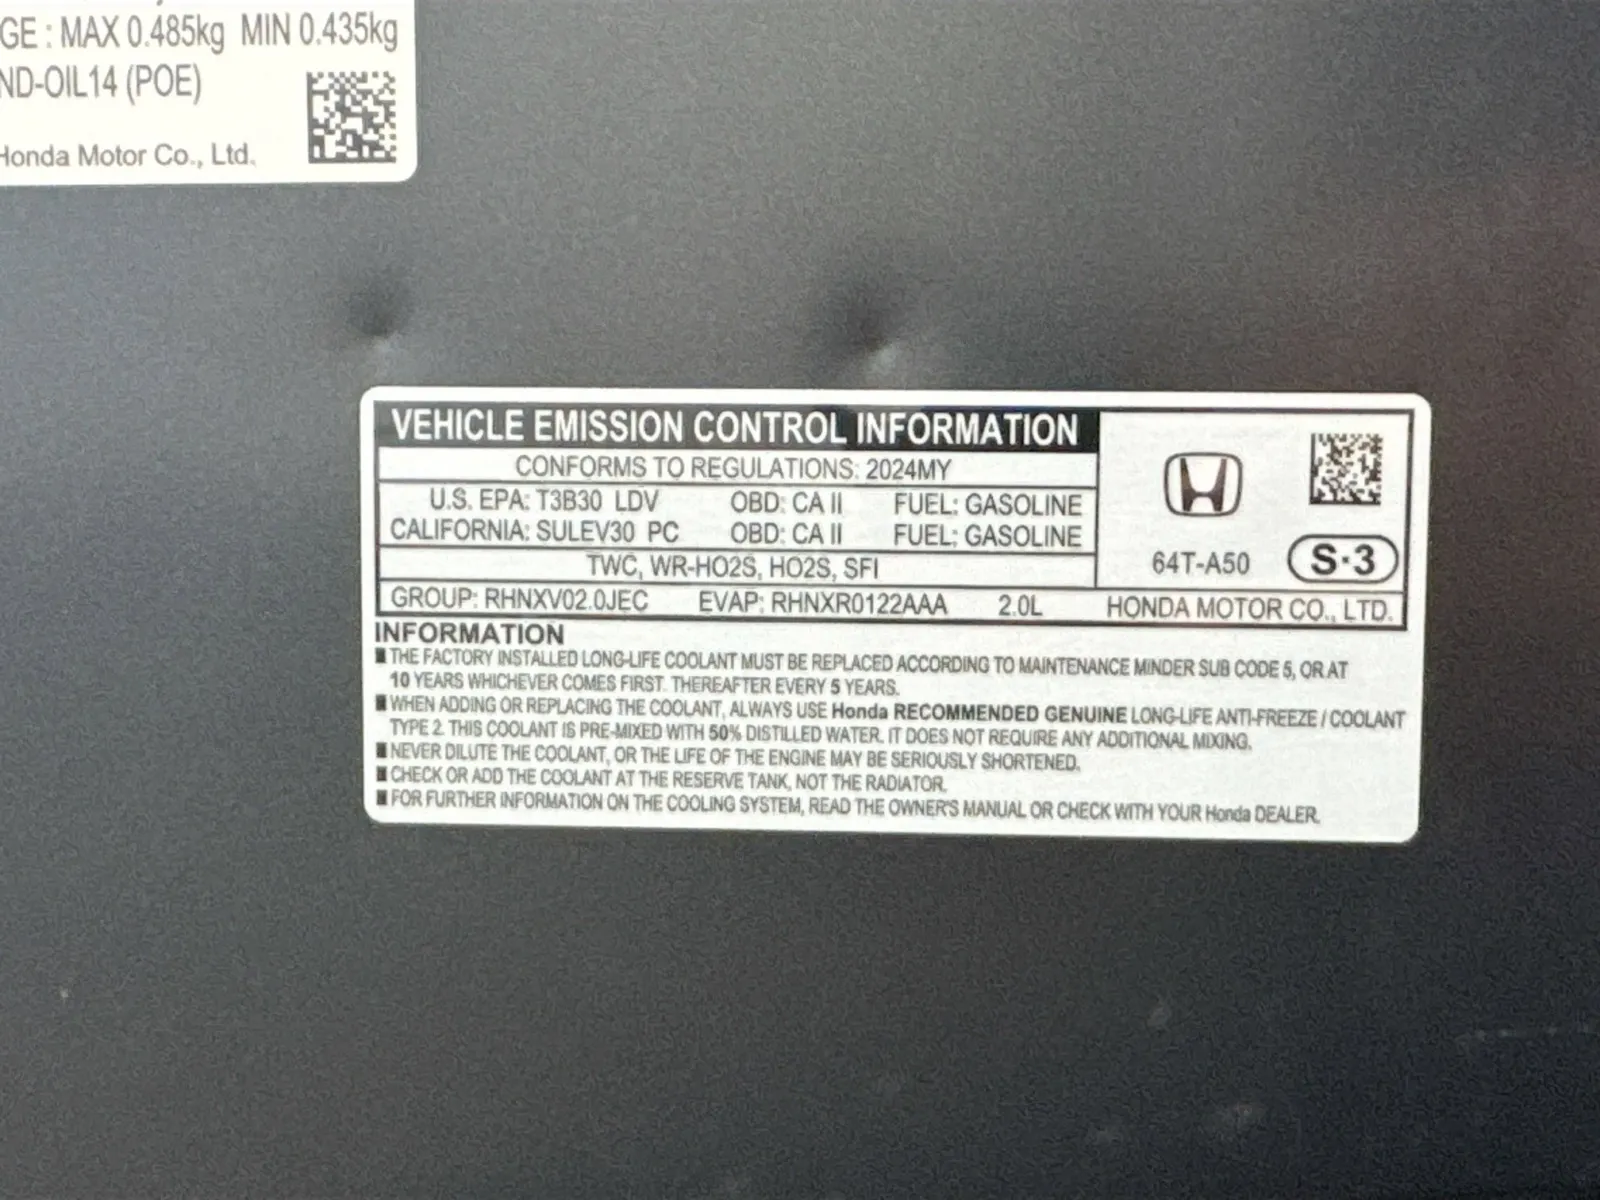 GE : MAX 0.485kg MIN 0.435kg
ND-OIL14 (POE)
Honda Motor Co., Ltd.
VEHICLE EMISSION CONTROL INFORMATION
CONFORMS TO REGULATIONS: 2024MY
U.S. EPA: T3B30 LDV OBD: CA II FUEL: GASOLINE
CALIFORNIA: SULEV30 PC OBD: CA II FUEL: GASOLINE
TWC, WR-HO2S, HO2S, SFI
64T-A50 S·3
GROUP: RHNXV02.0JEC EVAP: RHNXR0122AAA 2.0L HONDA MOTOR CO., LTD.
INFORMATION
■ THE FACTORY INSTALLED LONG-LIFE COOLANT MUST BE REPLACED ACCORDING TO MAINTENANCE MINDER SUB CODE 5, OR AT
10 YEARS WHICHEVER COMES FIRST. THEREAFTER EVERY 5 YEARS.
■ WHEN ADDING OR REPLACING THE COOLANT, ALWAYS USE Honda RECOMMENDED GENUINE LONG-LIFE ANTI-FREEZE / COOLANT
TYPE 2. THIS COOLANT IS PRE-MIXED WITH 50% DISTILLED WATER. IT DOES NOT REQUIRE ANY ADDITIONAL MIXING.
■ NEVER DILUTE THE COOLANT, OR THE LIFE OF THE ENGINE MAY BE SERIOUSLY SHORTENED.
■ CHECK OR ADD THE COOLANT AT THE RESERVE TANK, NOT THE RADIATOR.
■ FOR FURTHER INFORMATION ON THE COOLING SYSTEM, READ THE OWNER'S MANUAL OR CHECK WITH YOUR Honda DEALER.